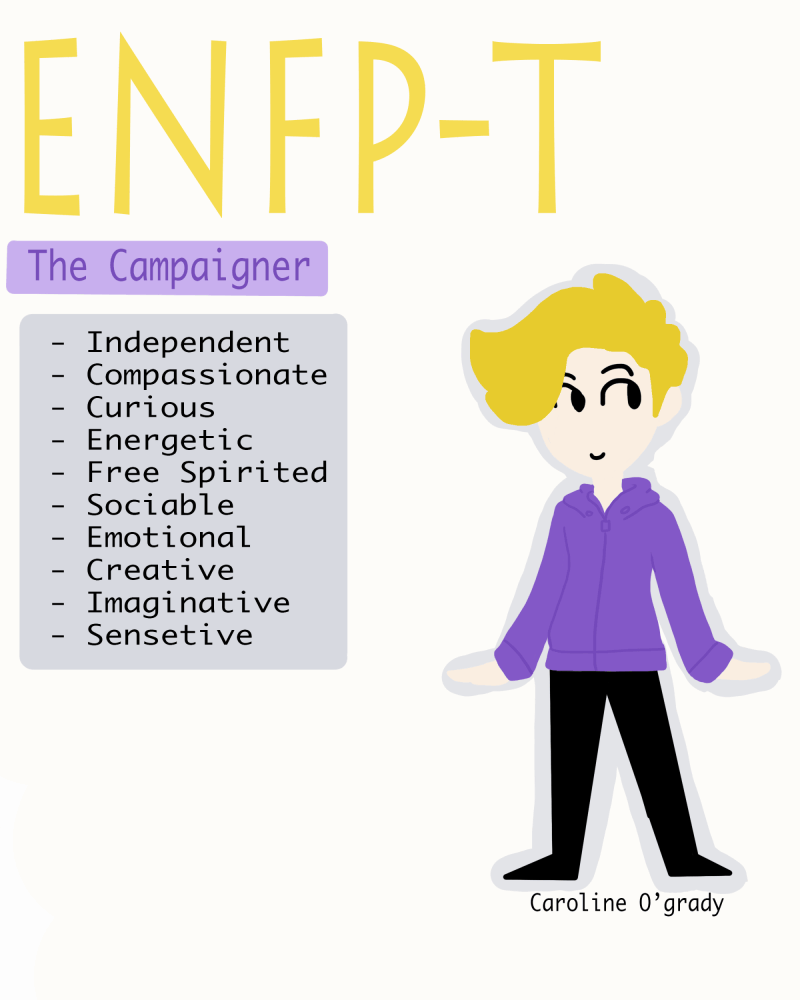 ENFP-T
The Campaigner
- Independent
- Compassionate
- Curious
- Energetic
- Free Spirited
- Sociable
- Emotional
- Creative
- Imaginative
- Sensetive
Caroline O’grady